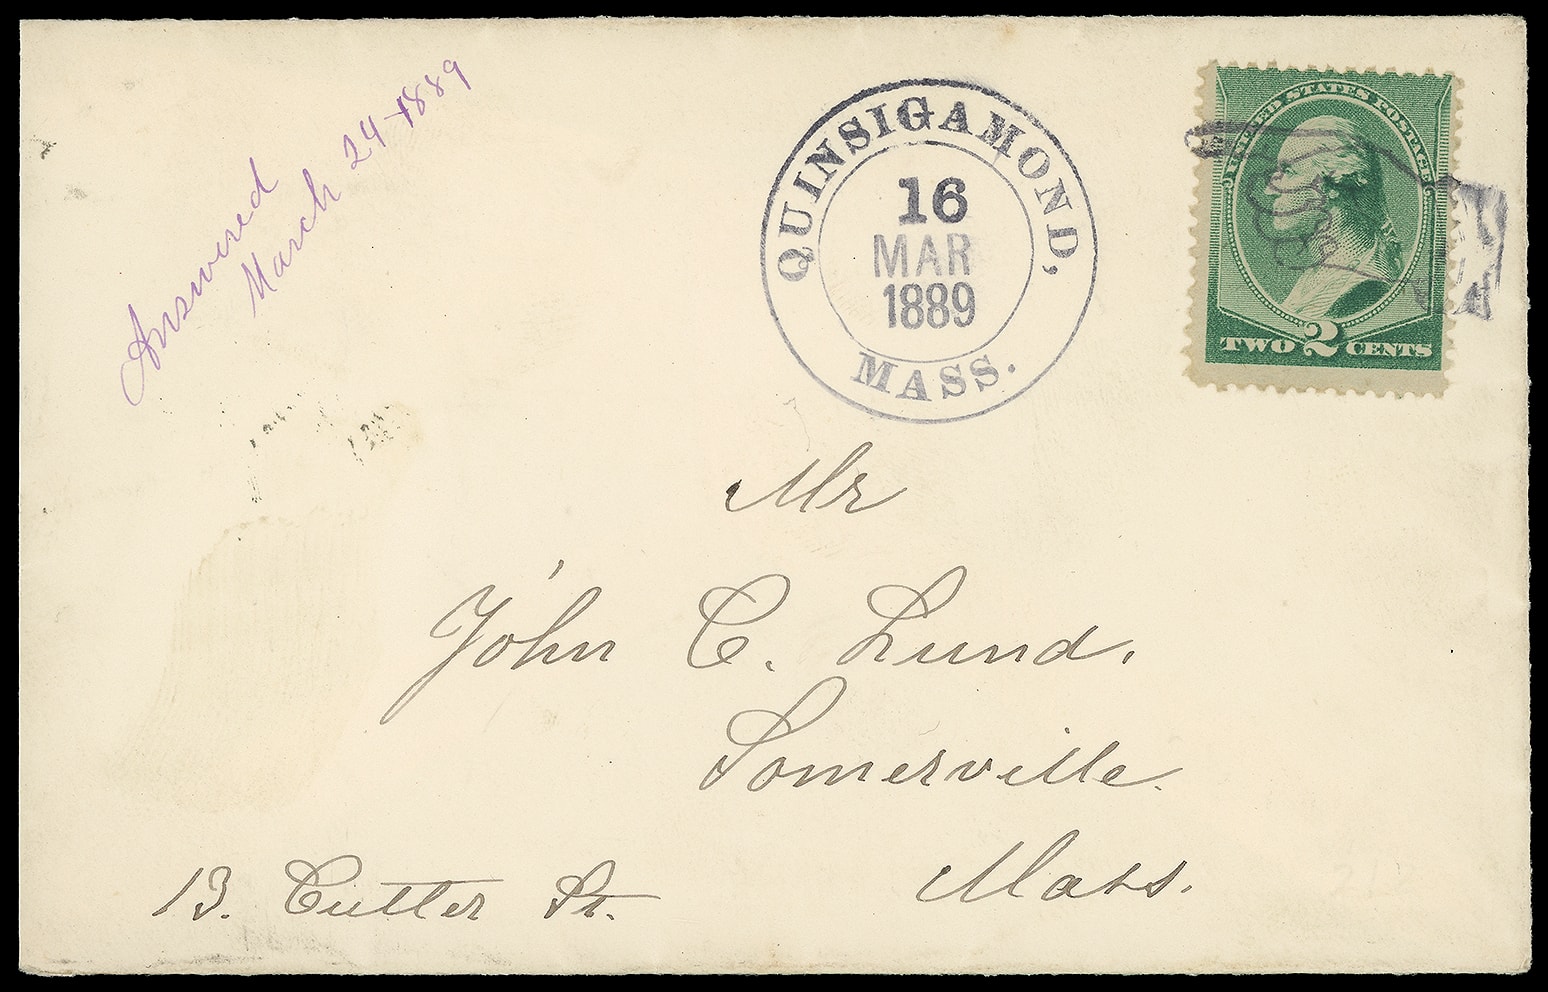 Answered
March 24-1889
QUINSIGAMOND,
16
MAR
1889
MASS.
UNITED STATES POSTAGE
TWO 2 CENTS
Mr
John C. Lund.
Somerville.
Mass.
13. Cutter St.